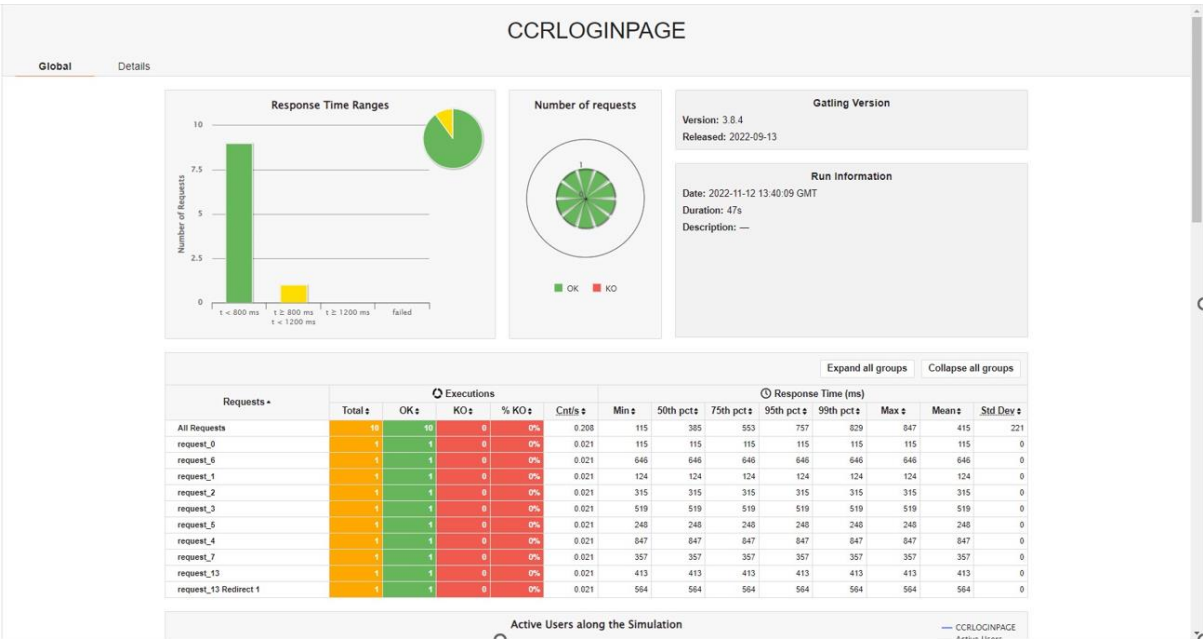 CCRLOGINPAGE
Global Details
Response Time Ranges
10
7.5
5
2.5
0
Number of Requests
t < 800 ms
t ≥ 800 ms
t < 1200 ms
t ≥ 1200 ms
failed
Number of requests
1
0
OK KO
Gatling Version
Version: 3.8.4
Released: 2022-09-13
Run Information
Date: 2022-11-12 13:40:09 GMT
Duration: 47s
Description: —
Expand all groups Collapse all groups
Requests Executions Response Time (ms)
Total OK KO % KO Cnt/s Min 50th pct 75th pct 95th pct 99th pct Max Mean Std Dev
All Requests 10 10 0 0% 0.208 115 385 553 757 829 847 415 221
request_0 1 1 0 0% 0.021 115 115 115 115 115 115 115 0
request_6 1 1 0 0% 0.021 646 646 646 646 646 646 646 0
request_1 1 1 0 0% 0.021 124 124 124 124 124 124 124 0
request_2 1 1 0 0% 0.021 315 315 315 315 315 315 315 0
request_3 1 1 0 0% 0.021 519 519 519 519 519 519 519 0
request_5 1 1 0 0% 0.021 248 248 248 248 248 248 248 0
request_4 1 1 0 0% 0.021 847 847 847 847 847 847 847 0
request_7 1 1 0 0% 0.021 357 357 357 357 357 357 357 0
request_13 1 1 0 0% 0.021 413 413 413 413 413 413 413 0
request_13 Redirect 1 1 1 0 0% 0.021 564 564 564 564 564 564 564 0
Active Users along the Simulation
CCRLOGINPAGE
Active Users